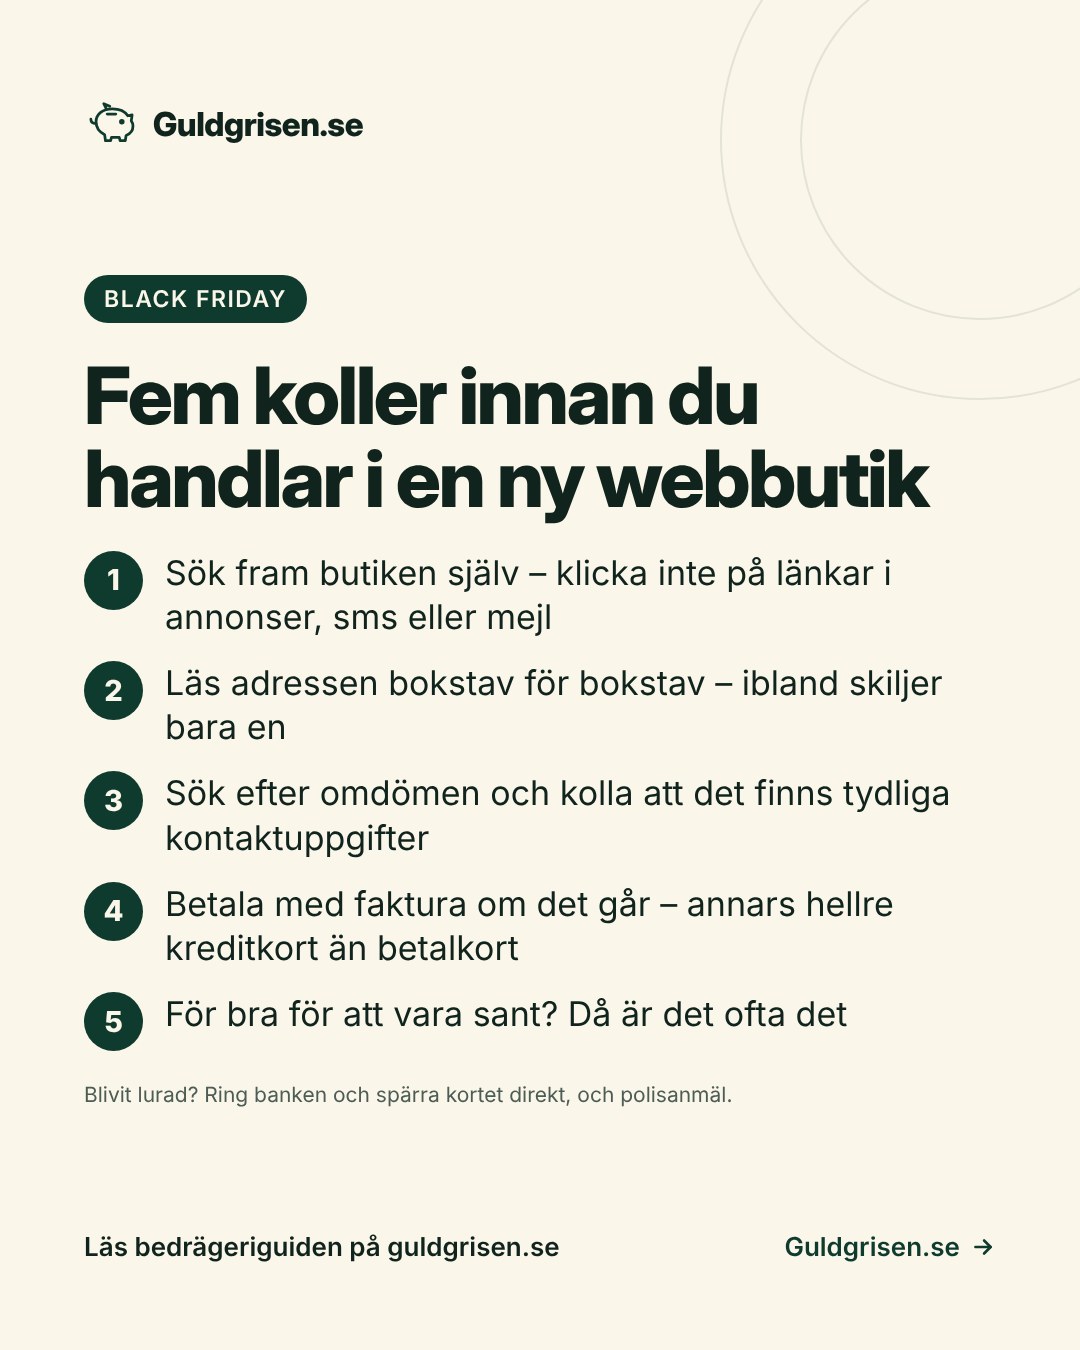 Guldgrisen.se
BLACK FRIDAY
Fem koller innan du
handlar i en ny webbutik
1 Sök fram butiken själv – klicka inte på länkar i
annonser, sms eller mejl
2 Läs adressen bokstav för bokstav – ibland skiljer
bara en
3 Sök efter omdömen och kolla att det finns tydliga
kontaktuppgifter
4 Betala med faktura om det går – annars hellre
kreditkort än betalkort
5 För bra för att vara sant? Då är det ofta det
Blivit lurad? Ring banken och spärra kortet direkt, och polisanmäl.
Läs bedrägeriguiden på guldgrisen.se
Guldgrisen.se →